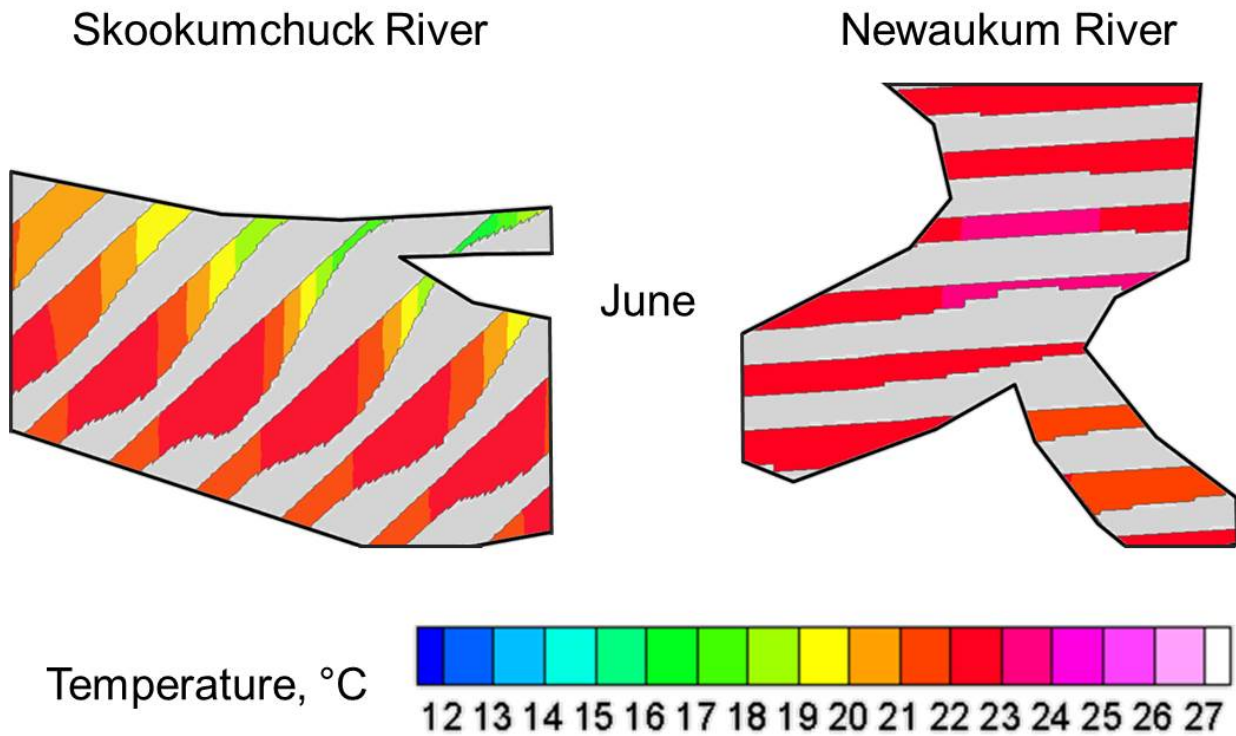 Skookumchuck River
Newaukum River
June
Temperature, °C
12 13 14 15 16 17 18 19 20 21 22 23 24 25 26 27